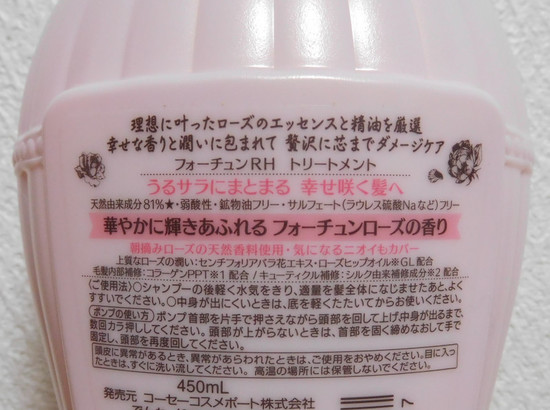 理想に叶ったローズのエッセンスと精油を厳選
幸せな香りと潤いに包まれて 贅沢に芯までダメージケア
フォーチュンRH トリートメント
うるサラにまとまる 幸せ咲く髪へ
天然由来成分81%★・弱酸性・鉱物油フリー・サルフェート(ラウレス硫酸Naなど)フリー
華やかに輝きあふれる フォーチュンローズの香り
朝摘みローズの天然香料使用・気になるニオイもカバー
上質なローズの潤い:センチフォリアバラ花エキス・ローズヒップオイル※GL配合
毛髪内部補修:コラーゲンPPT※1配合/キューティクル補修:シルク由来補修成分※2配合
〈ご使用法〉○シャンプーの後軽く水気をきり、適量を髪全体になじませたあと、よく
すすいでください。○中身が出にくいときは、底を軽くたたいてからお使いください。
ポンプの使い方 ポンプ首部を片手で押さえながら頭部を回して上げ、中身が出るまで、
数回カラ押ししてください。頭部が上がらないときは、首部を固く締めなおして手で
固定し、頭部を再度回してください。
頭皮に異常があるとき、異常があらわれたときは、ご使用をおやめください。目に入っ
たときは、すぐに洗い流してください。 高温の場所には保管しないでください。
450mL
発売元 コーセーコスメポート株式会社
7